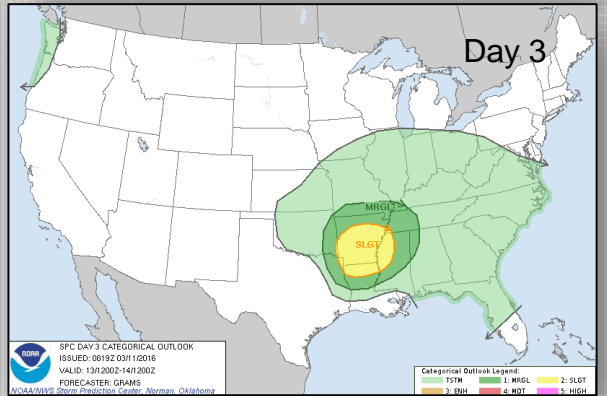 Day 3
MRGL
SLGT
NOAA
SPC DAY 3 CATEGORICAL OUTLOOK
ISSUED: 0819Z 03/11/2016
VALID: 13/1200Z-14/1200Z
FORECASTER: GRAMS
NOAA/NWS Storm Prediction Center, Norman, Oklahoma
Categorical Outlook Legend:
TSTM 1: MRGL 2: SLGT
3: ENH 4: MDT 5: HIGH